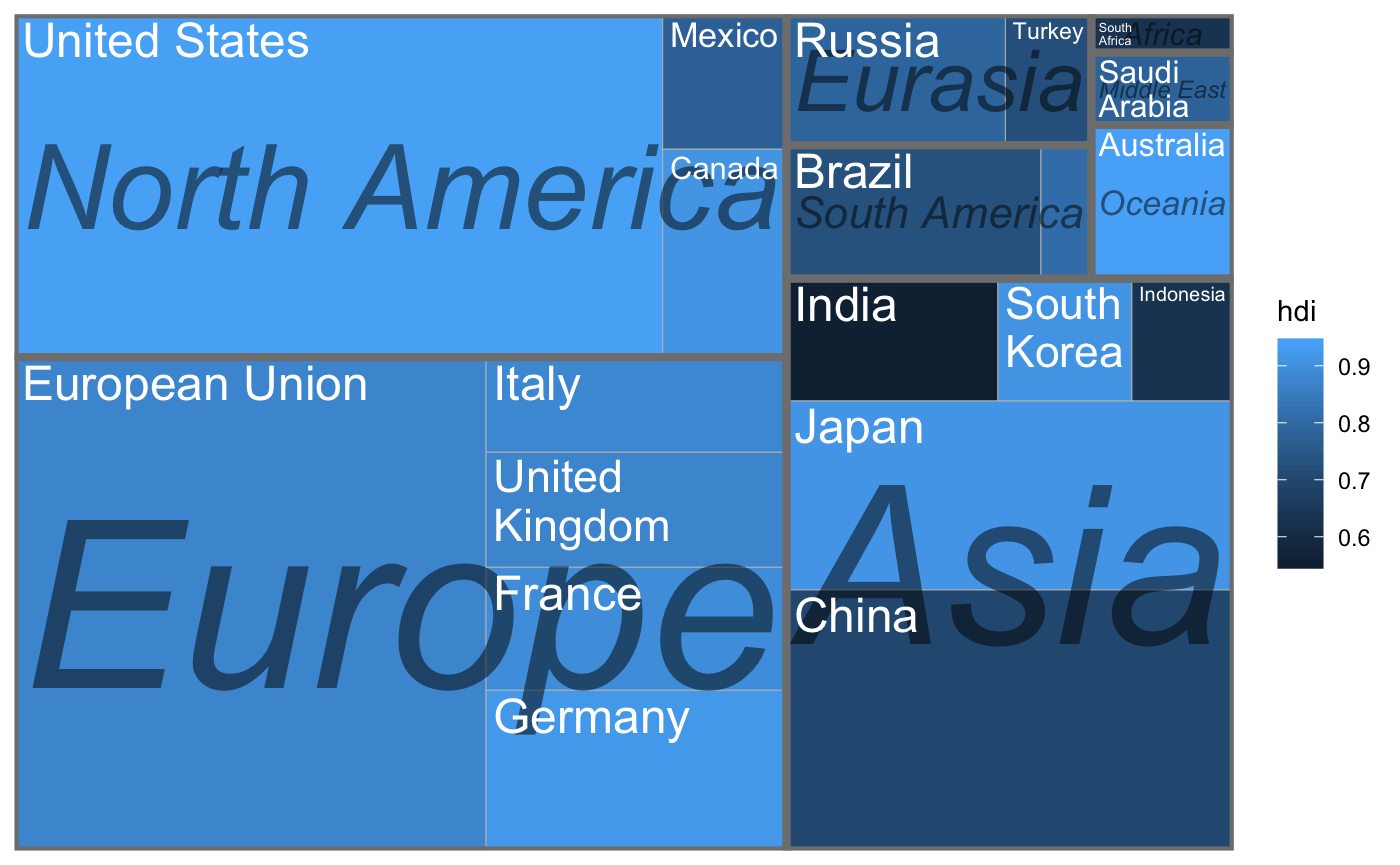 United States
Mexico
Canada
North America
European Union
Italy
United
Kingdom
France
Germany
Europe
Russia
Turkey
Eurasia
South
Africa
Africa
Saudi
Arabia
Middle East
Brazil
South America
Australia
Oceania
India
South
Korea
Indonesia
Japan
China
Asia
hdi
0.9
0.8
0.7
0.6